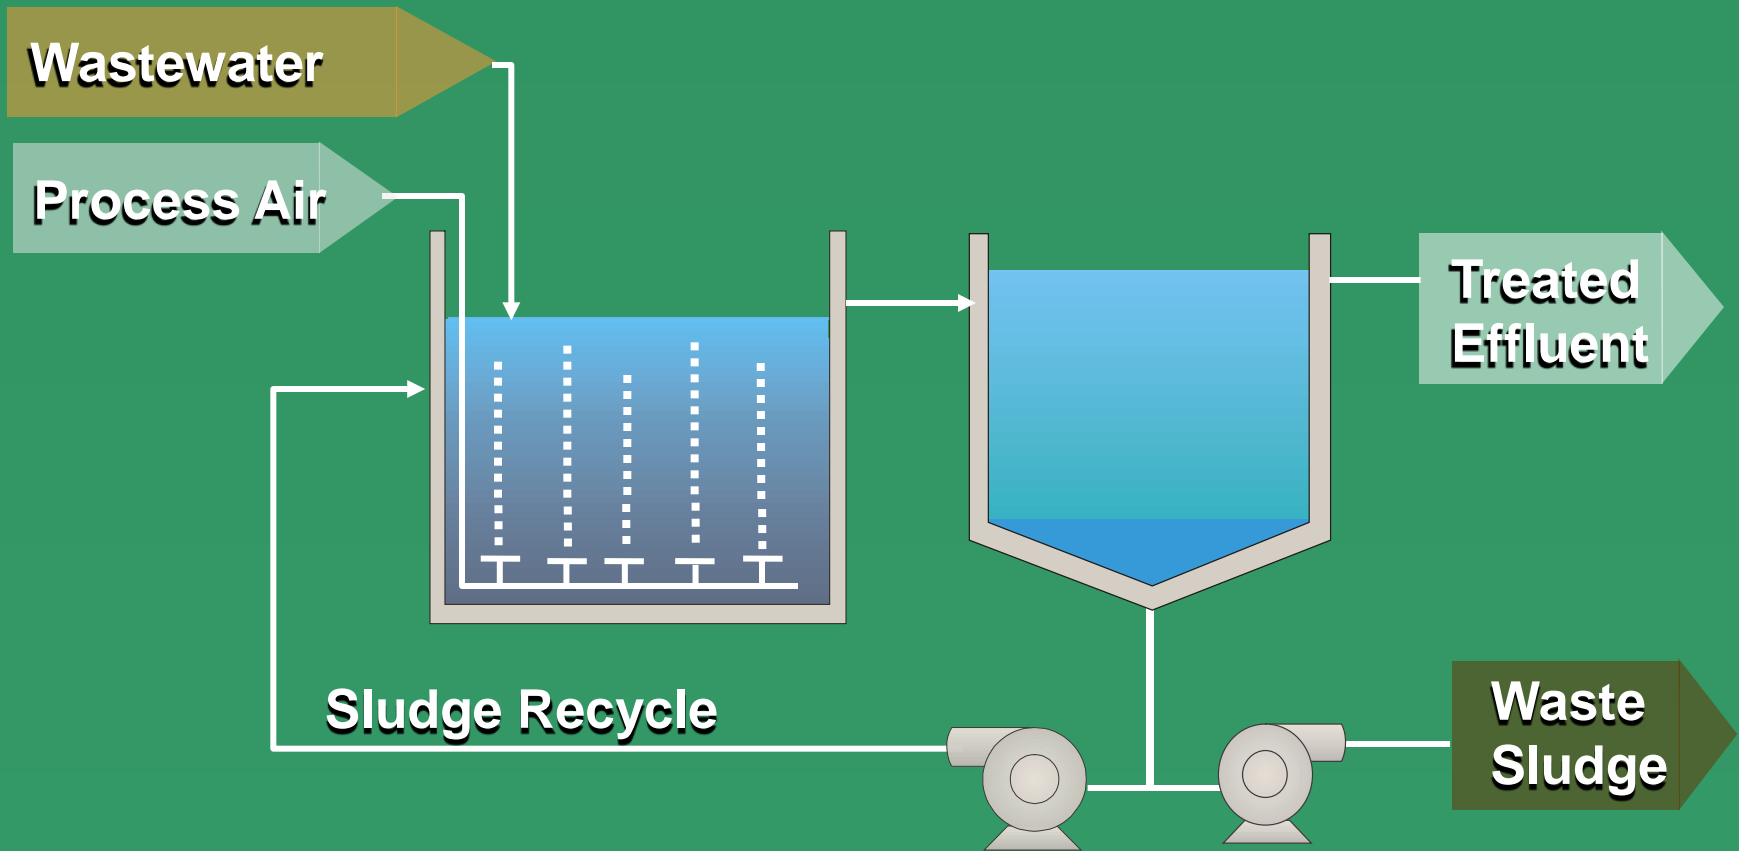 Wastewater
Process Air
Treated
Effluent
Sludge Recycle
Waste
Sludge